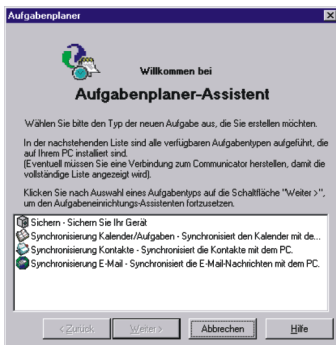 Aufgabenplaner
Willkommen bei
Aufgabenplaner-Assistent
Wählen Sie bitte den Typ der neuen Aufgabe aus, die Sie erstellen möchten.
In der nachstehenden Liste sind alle verfügbaren Aufgabentypen aufgeführt, die
auf Ihrem PC installiert sind.
(Eventuell müssen Sie eine Verbindung zum Communicator herstellen, damit die
vollständige Liste angezeigt wird).
Klicken Sie nach Auswahl eines Aufgabentyps auf die Schaltfläche "Weiter >",
um den Aufgabeneinrichtungs-Assistenten fortzusetzen.
Sichern - Sichern Sie Ihr Gerät
Synchronisierung Kalender/Aufgaben - Synchronisiert den Kalender mit de...
Synchronisierung Kontakte - Synchronisiert die Kontakte mit dem PC.
Synchronisierung E-Mail - Synchronisiert die E-Mail-Nachrichten mit dem PC.
< Zurück Weiter > Abbrechen Hilfe